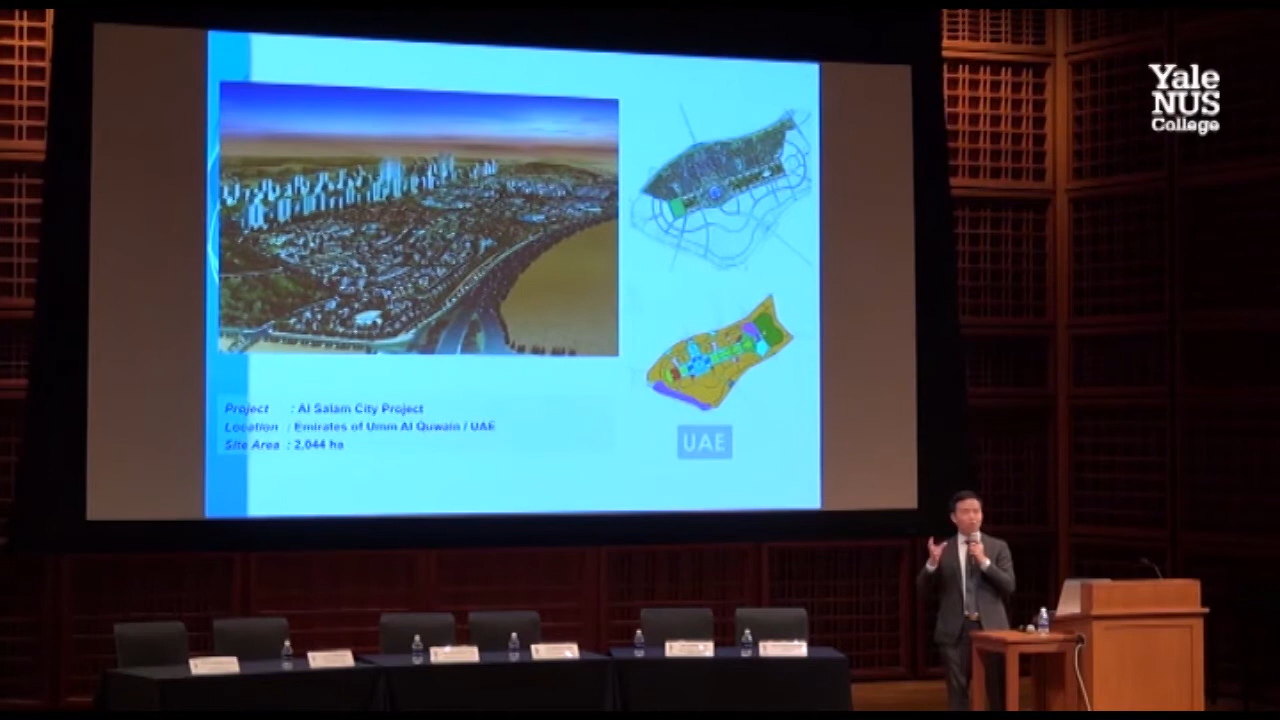 Yale
NUS
College
Project : Al Salam City Project
Location : Emirates of Umm Al Quwain / UAE
Site Area : 2,044 ha
UAE